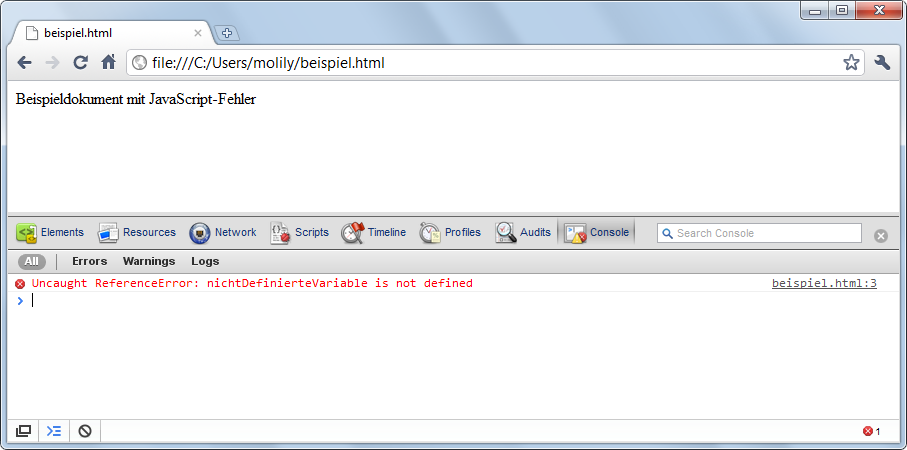 beispiel.html
file:///C:/Users/molily/beispiel.html
Beispieldokument mit JavaScript-Fehler
Elements Resources Network Scripts Timeline Profiles Audits Console Search Console
All Errors Warnings Logs
Uncaught ReferenceError: nichtDefinierteVariable is not defined beispiel.html:3
1